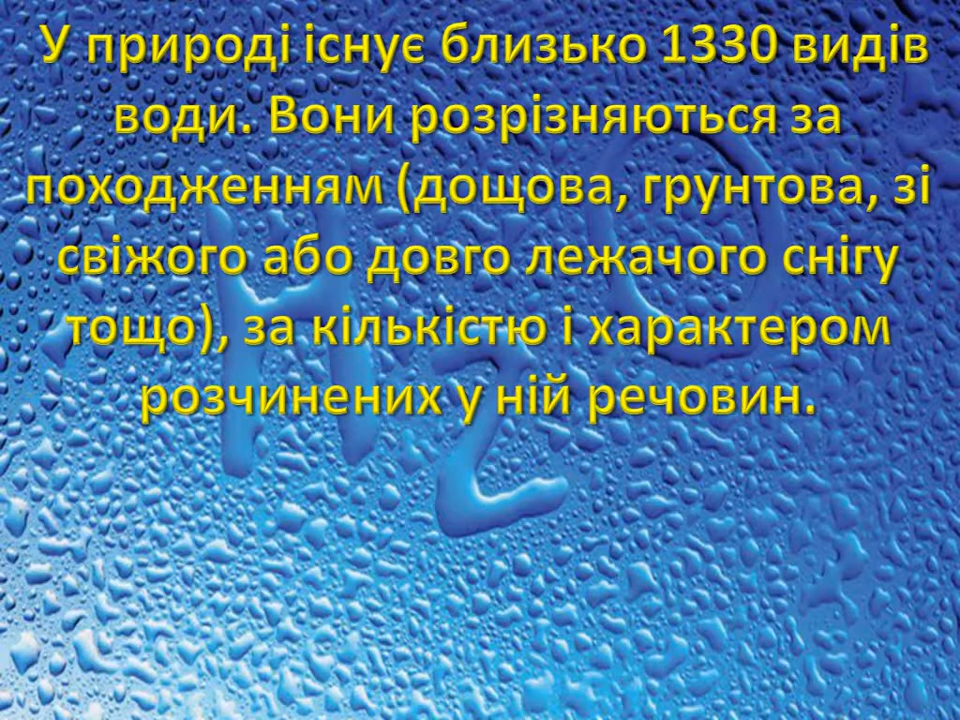 У природі існує близько 1330 видів
води. Вони розрізняються за
походженням (дощова, грунтова, зі
свіжого або довго лежачого снігу
тощо), за кількістю і характером
розчинених у ній речовин.
H2O